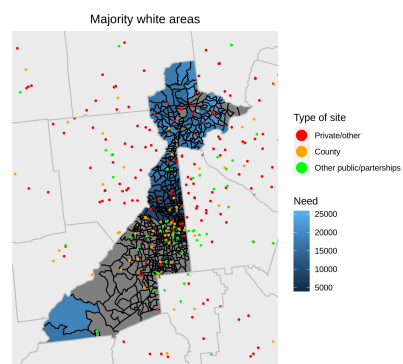 Majority white areas
Type of site
Private/other
County
Other public/parterships
Need
25000
20000
15000
10000
5000